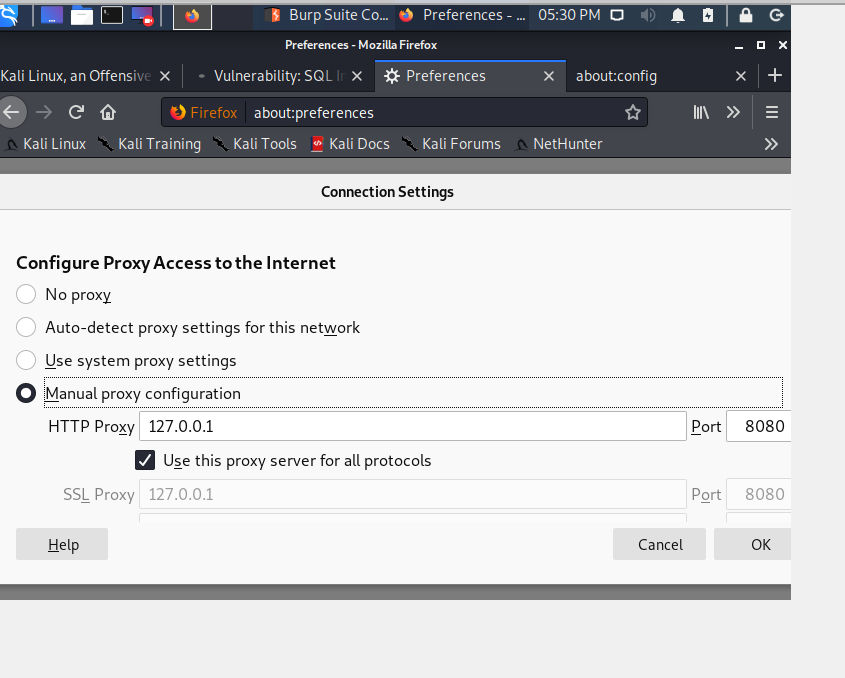 Burp Suite Co... Preferences - ... 05:30 PM
Preferences - Mozilla Firefox
Kali Linux, an Offensive Vulnerability: SQL In Preferences about:config
Firefox about:preferences
Kali Linux Kali Training Kali Tools Kali Docs Kali Forums NetHunter
Connection Settings
Configure Proxy Access to the Internet
No proxy
Auto-detect proxy settings for this network
Use system proxy settings
Manual proxy configuration
HTTP Proxy 127.0.0.1 Port 8080
Use this proxy server for all protocols
SSL Proxy 127.0.0.1 Port 8080
Help Cancel OK